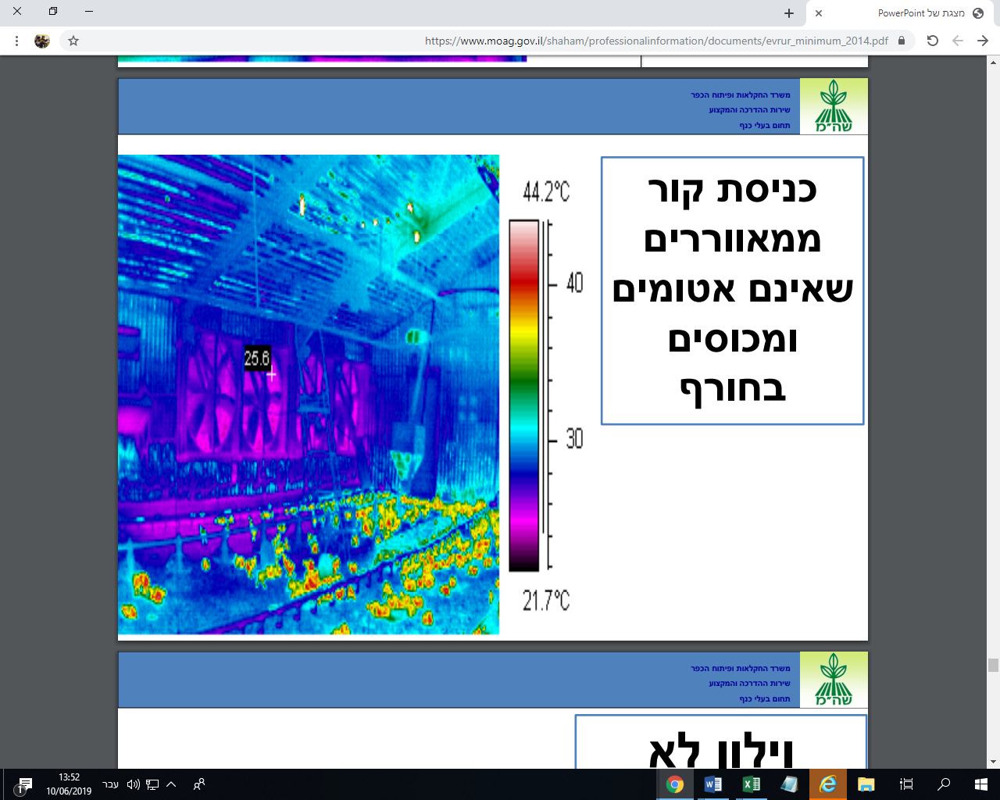 מצגת של PowerPoint
https://www.moag.gov.il/shaham/professionalinformation/documents/evrur_minimum_2014.pdf
משרד החקלאות ופיתוח הכפר
שירות ההדרכה והמקצוע
תחום בעלי כנף
שה״מ
כניסת קור
ממאווררים
שאינם אטומים
ומכוסים
בחורף
44.2°C
40
30
21.7°C
25.6
משרד החקלאות ופיתוח הכפר
שירות ההדרכה והמקצוע
תחום בעלי כנף
שה״מ
וילון לא
13:52
10/06/2019
עבר
1